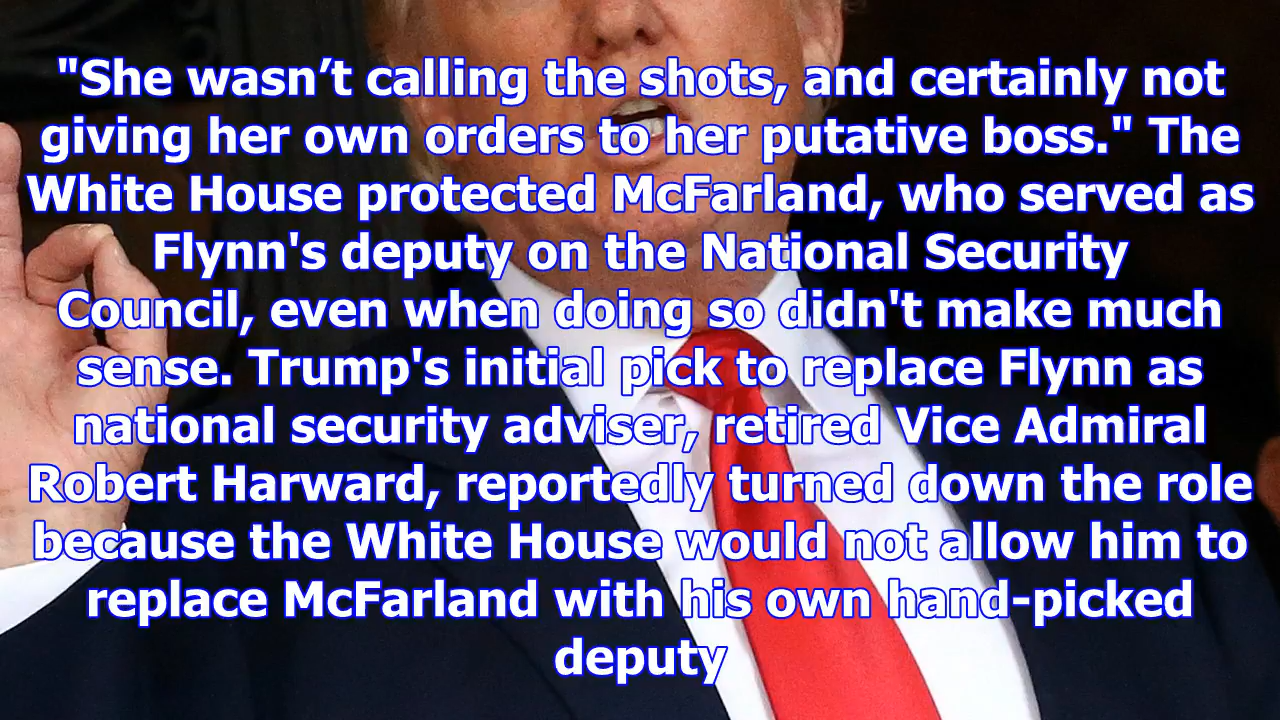 "She wasn’t calling the shots, and certainly not
giving her own orders to her putative boss." The
White House protected McFarland, who served as
Flynn's deputy on the National Security
Council, even when doing so didn't make much
sense. Trump's initial pick to replace Flynn as
national security adviser, retired Vice Admiral
Robert Harward, reportedly turned down the role
because the White House would not allow him to
replace McFarland with his own hand-picked
deputy